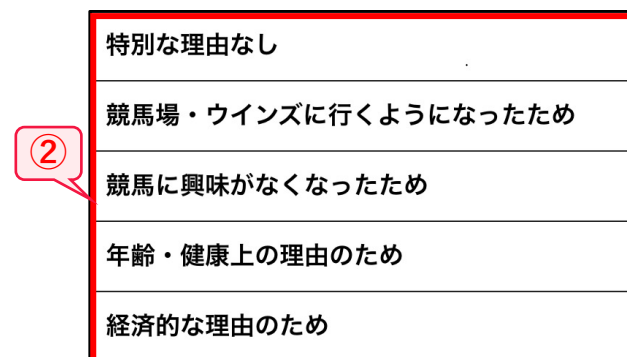 特別な理由なし
競馬場・ウインズに行くようになったため
②
競馬に興味がなくなったため
年齢・健康上の理由のため
経済的な理由のため